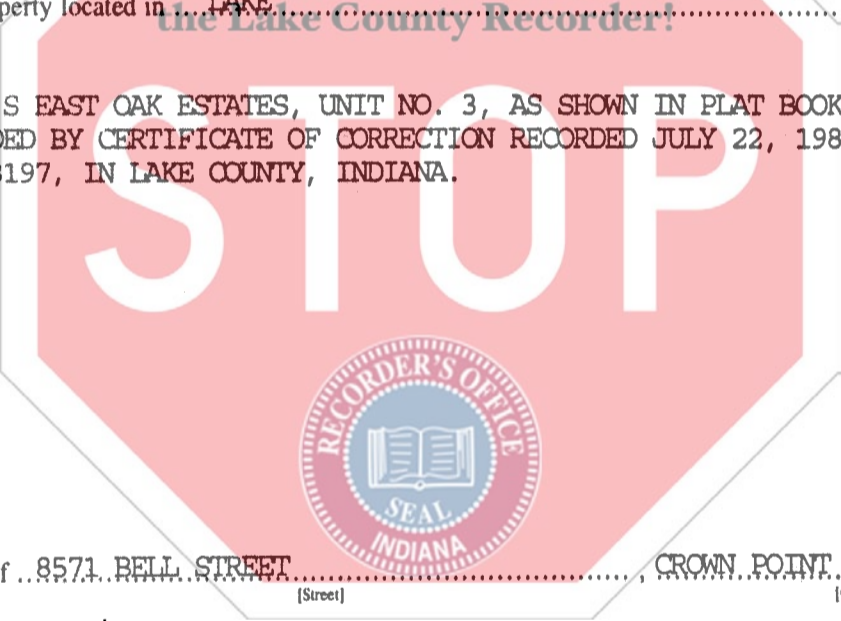 perty located in ....LAKE....
the Lake County Recorder!
S EAST OAK ESTATES, UNIT NO. 3, AS SHOWN IN PLAT BOOK
DED BY CERTIFICATE OF CORRECTION RECORDED JULY 22, 198
3197, IN LAKE COUNTY, INDIANA.
STOP
RECORDER'S OFFICE
SEAL
INDIANA
f ..8571 BELL STREET...., CROWN POINT..
[Street]